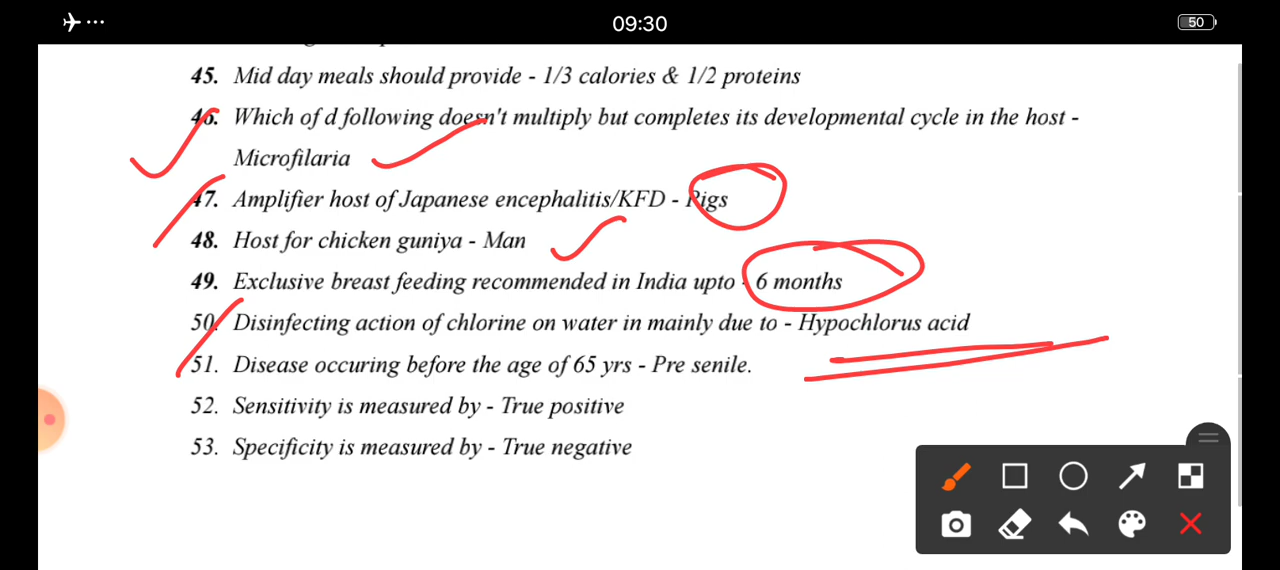 09:30
50
45. Mid day meals should provide - 1/3 calories & 1/2 proteins
46. Which of d following doesn't multiply but completes its developmental cycle in the host -
Microfilaria
47. Amplifier host of Japanese encephalitis/KFD - Pigs
48. Host for chicken guniya - Man
49. Exclusive breast feeding recommended in India upto - 6 months
50. Disinfecting action of chlorine on water in mainly due to - Hypochlorus acid
51. Disease occuring before the age of 65 yrs - Pre senile.
52. Sensitivity is measured by - True positive
53. Specificity is measured by - True negative